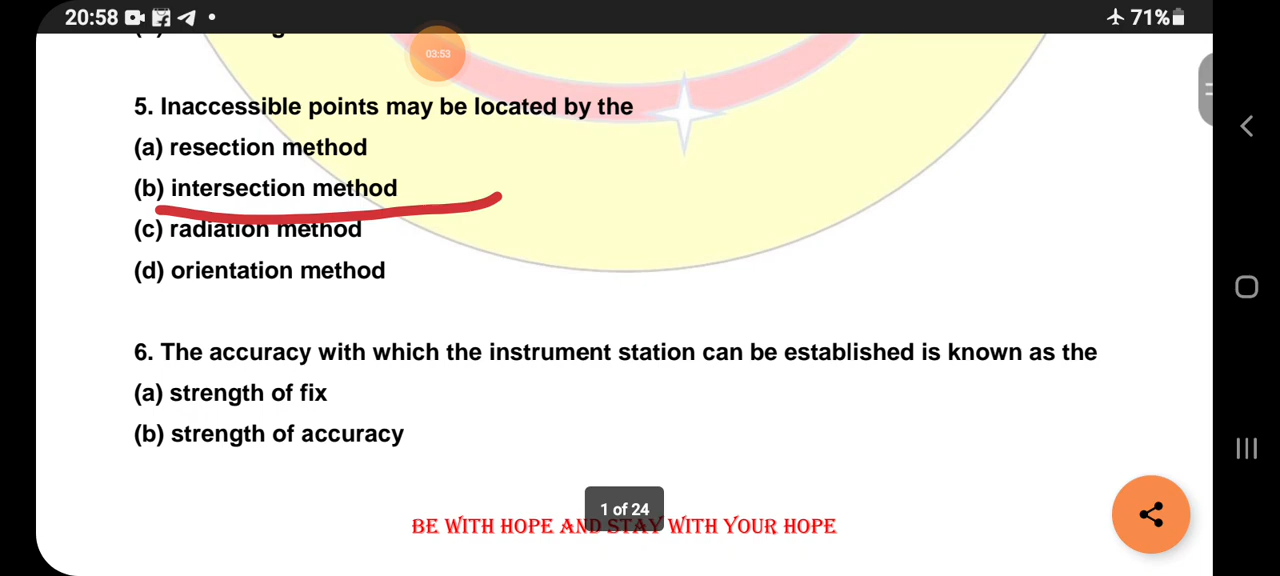 20:58
71%
03:53
5. Inaccessible points may be located by the
(a) resection method
(b) intersection method
(c) radiation method
(d) orientation method
6. The accuracy with which the instrument station can be established is known as the
(a) strength of fix
(b) strength of accuracy
1 of 24
BE WITH HOPE AND STAY WITH YOUR HOPE